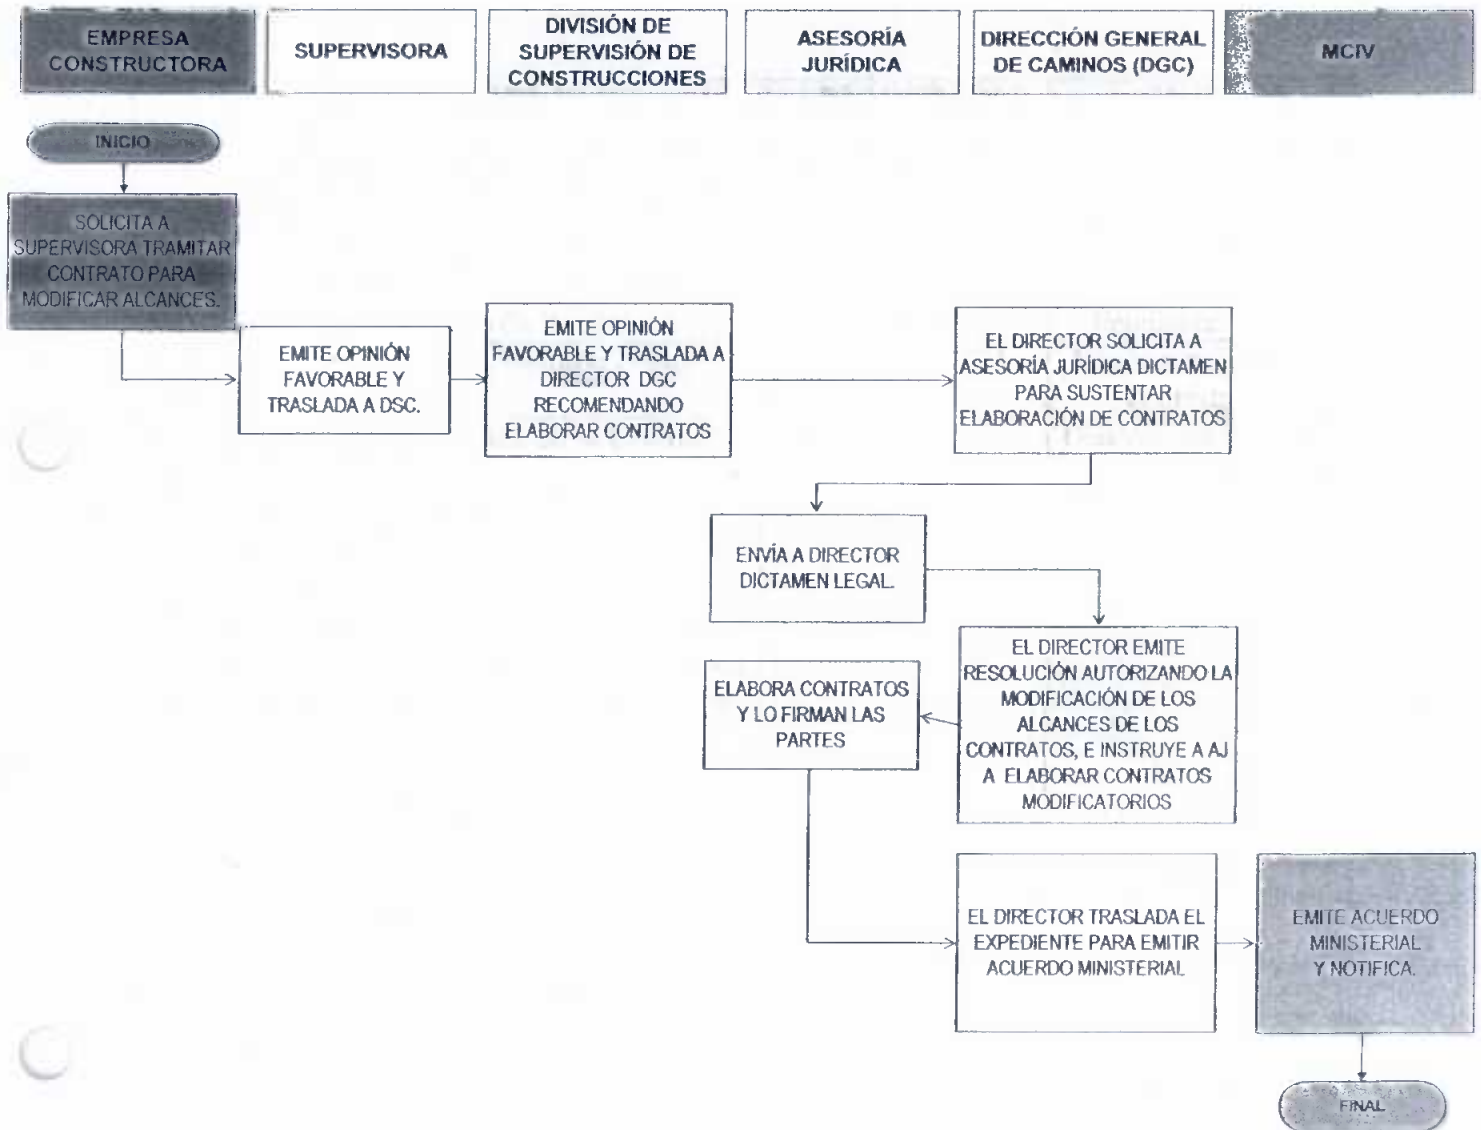 EMPRESA
CONSTRUCTORA
SUPERVISORA
DIVISIÓN DE
SUPERVISIÓN DE
CONSTRUCCIONES
ASESORÍA
JURÍDICA
DIRECCIÓN GENERAL
DE CAMINOS (DGC)
MCIV
INICIO
SOLICITA A
SUPERVISORA TRAMITAR
CONTRATO PARA
MODIFICAR ALCANCES.
EMITE OPINIÓN
FAVORABLE Y
TRASLADA A DSC.
EMITE OPINIÓN
FAVORABLE Y TRASLADA A
DIRECTOR DGC
RECOMENDANDO
ELABORAR CONTRATOS
EL DIRECTOR SOLICITA A
ASESORÍA JURÍDICA DICTAMEN
PARA SUSTENTAR
ELABORACIÓN DE CONTRATOS
ENVÍA A DIRECTOR
DICTAMEN LEGAL.
EL DIRECTOR EMITE
RESOLUCIÓN AUTORIZANDO LA
MODIFICACIÓN DE LOS
ALCANCES DE LOS
CONTRATOS, E INSTRUYE A AJ
A ELABORAR CONTRATOS
MODIFICATORIOS
ELABORA CONTRATOS
Y LO FIRMAN LAS
PARTES
EL DIRECTOR TRASLADA EL
EXPEDIENTE PARA EMITIR
ACUERDO MINISTERIAL
EMITE ACUERDO
MINISTERIAL
Y NOTIFICA.
FINAL